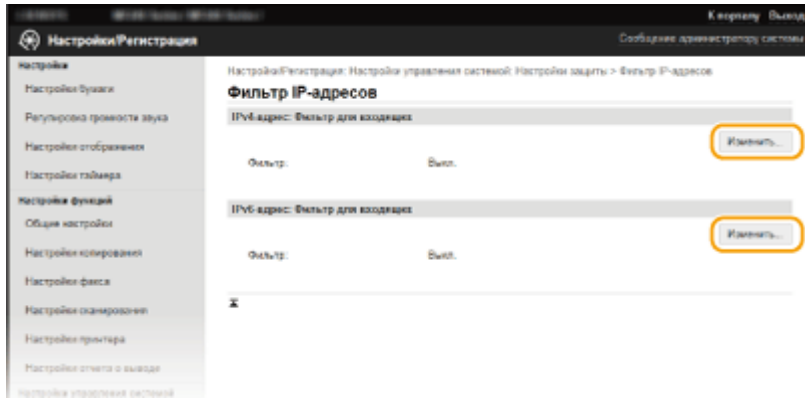 К порталу Выход
Настройки/Регистрация
Сообщение администратору системы
Настройки
Настройки бумаги
Регулировка громкости звука
Настройки отображения
Настройки таймера
Настройки функций
Общие настройки
Настройки копирования
Настройки факса
Настройки сканирования
Настройки принтера
Настройки отчета о выводе
Настройки управления системой
Настройки/Регистрация: Настройки управления системой: Настройки защиты > Фильтр IP-адресов
Фильтр IP-адресов
IPv4-адрес: Фильтр для входящих
Изменить...
Фильтр: Выкл.
IPv6-адрес: Фильтр для входящих
Изменить...
Фильтр: Выкл.